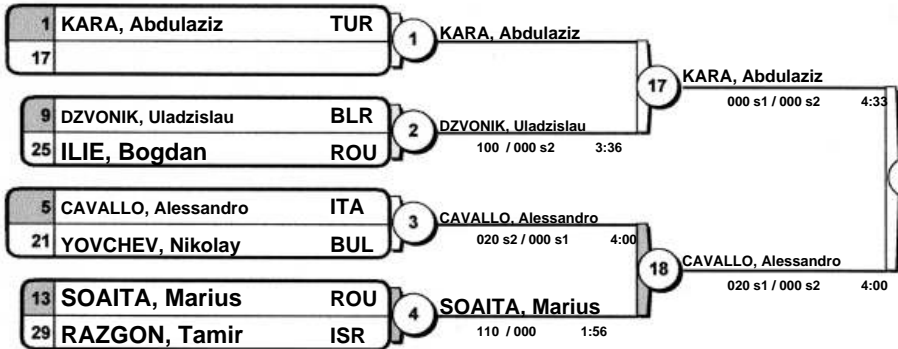 1 KARA, Abdulaziz TUR
17
1 KARA, Abdulaziz
9 DZVONIK, Uladzislau BLR
25 ILIE, Bogdan ROU
2 DZVONIK, Uladzislau
100 / 000 s2 3:36
17 KARA, Abdulaziz
000 s1 / 000 s2 4:33
5 CAVALLO, Alessandro ITA
21 YOVCHEV, Nikolay BUL
3 CAVALLO, Alessandro
020 s2 / 000 s1 4:00
13 SOAITA, Marius ROU
29 RAZGON, Tamir ISR
4 SOAITA, Marius
110 / 000 1:56
18 CAVALLO, Alessandro
020 s1 / 000 s2 4:00